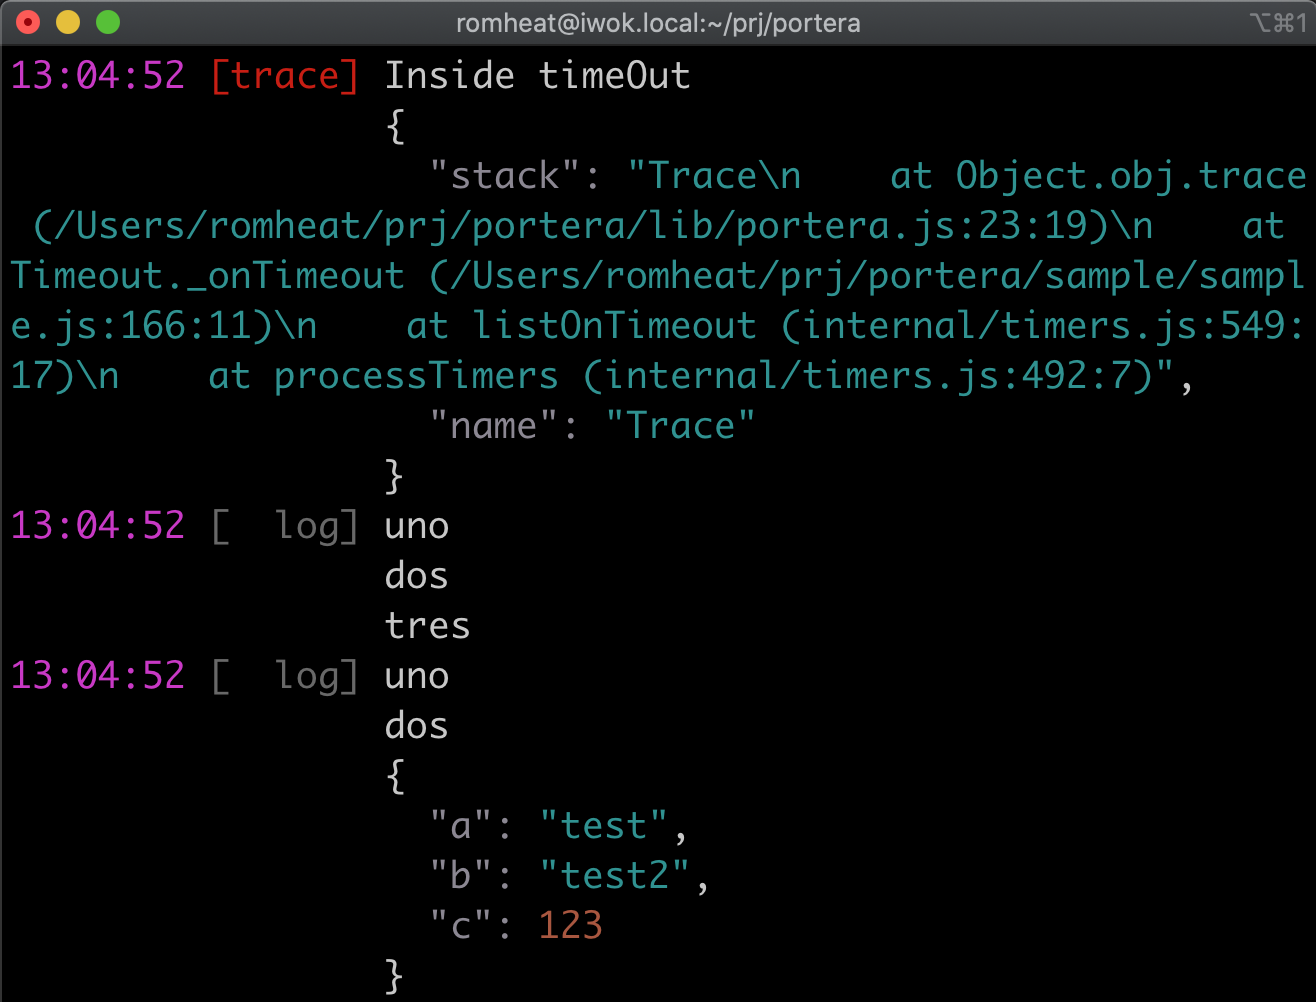 romheat@iwok.local:~/prj/portera ⌥⌘1
13:04:52 [trace] Inside timeOut
{
"stack": "Trace\n    at Object.obj.trace
(/Users/romheat/prj/portera/lib/portera.js:23:19)\n    at
Timeout._onTimeout (/Users/romheat/prj/portera/sample/sampl
e.js:166:11)\n    at listOnTimeout (internal/timers.js:549:
17)\n    at processTimers (internal/timers.js:492:7)",
"name": "Trace"
}
13:04:52 [  log] uno
dos
tres
13:04:52 [  log] uno
dos
{
"a": "test",
"b": "test2",
"c": 123
}